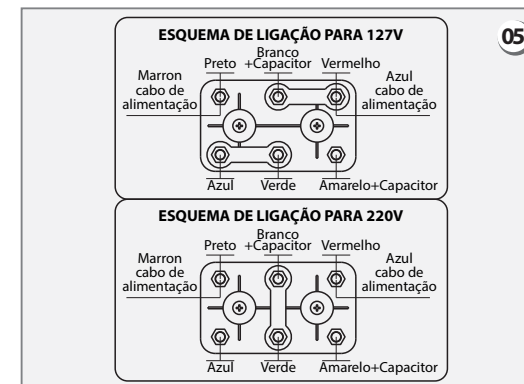 05
ESQUEMA DE LIGAÇÃO PARA 127V
Branco
Preto +Capacitor Vermelho
Marron
cabo de
alimentação
Azul
cabo de
alimentação
Azul Verde Amarelo+Capacitor
ESQUEMA DE LIGAÇÃO PARA 220V
Branco
Preto +Capacitor Vermelho
Marron
cabo de
alimentação
Azul
cabo de
alimentação
Azul Verde Amarelo+Capacitor